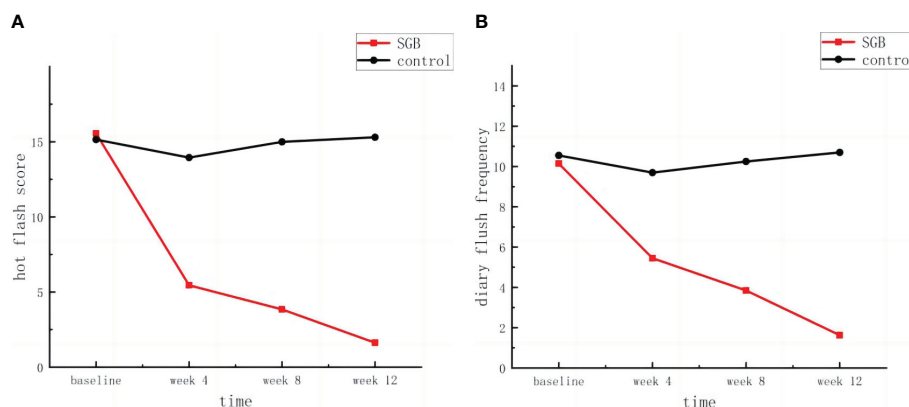 A
SGB
control
15
10
5
0
hot flash score
baseline
week 4
week 8
week 12
time
B
SGB
control
14
12
10
8
6
4
2
0
diary flush frequency
baseline
week 4
week 8
week 12
time